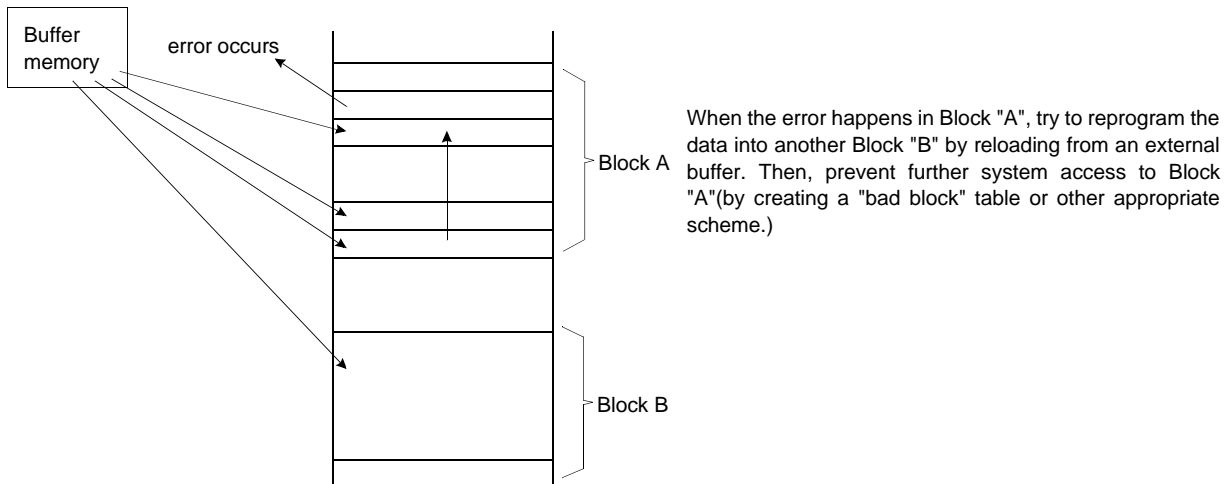 Buffer
memory
error occurs
Block A
When the error happens in Block "A", try to reprogram the
data into another Block "B" by reloading from an external
buffer. Then, prevent further system access to Block
"A"(by creating a "bad block" table or other appropriate
scheme.)
Block B